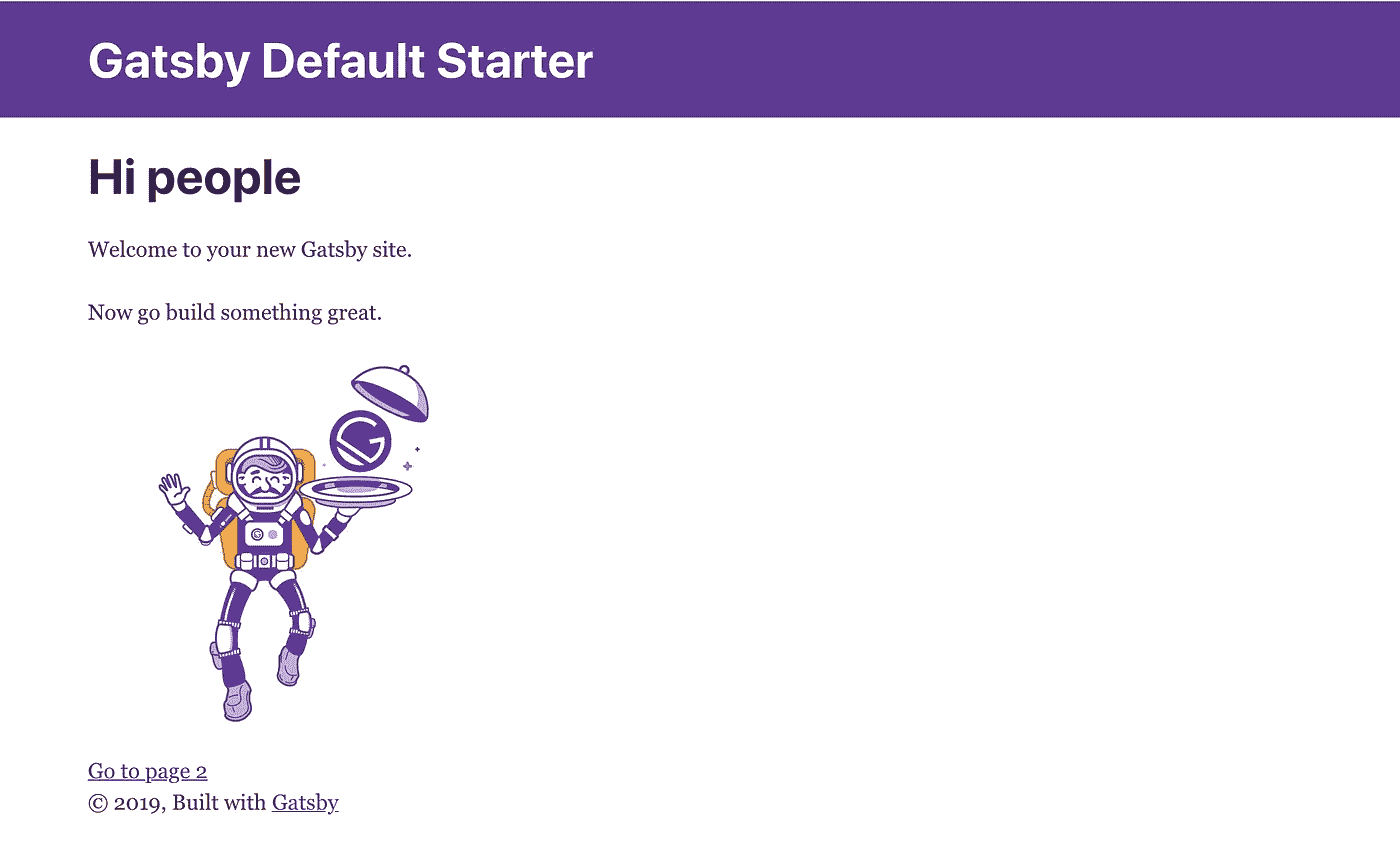 Gatsby Default Starter
Hi people
Welcome to your new Gatsby site.
Now go build something great.
Go to page 2
© 2019, Built with Gatsby